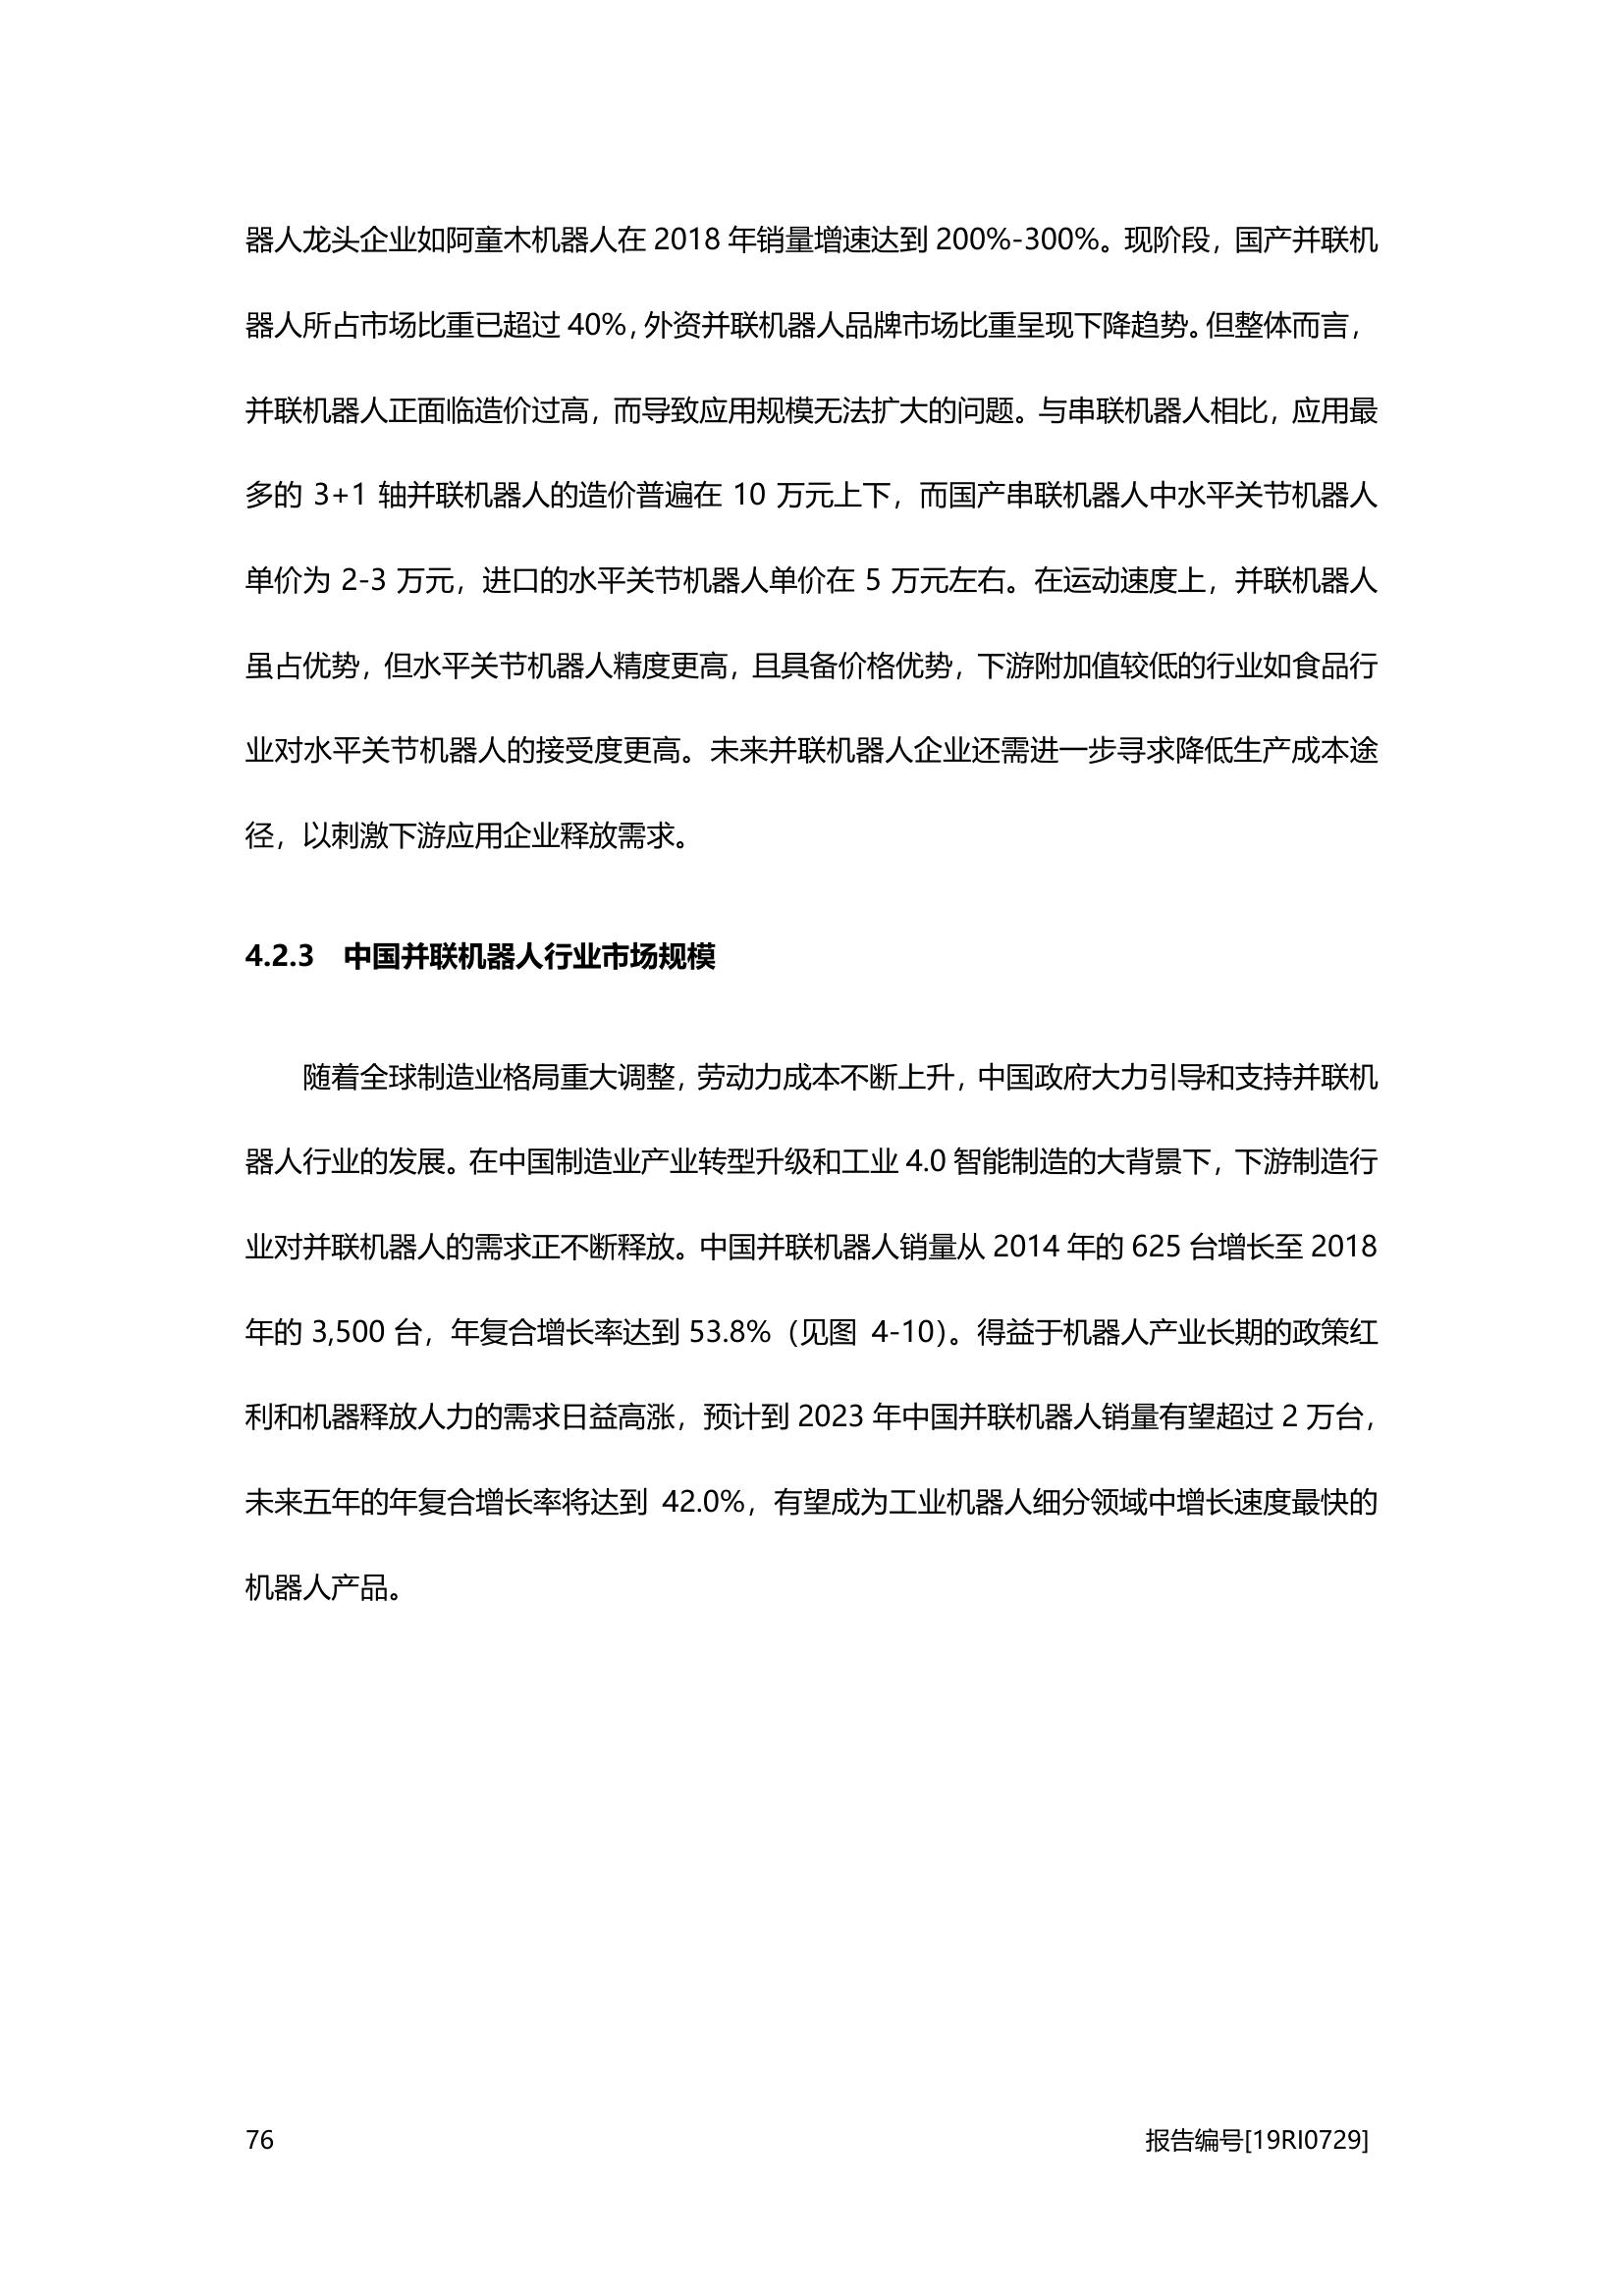 器人龙头企业如阿童木机器人在 2018 年销量增速达到 200%-300%。现阶段，国产并联机
器人所占市场比重已超过 40%，外资并联机器人品牌市场比重呈现下降趋势。但整体而言，
并联机器人正面临造价过高，而导致应用规模无法扩大的问题。与串联机器人相比，应用最
多的 3+1 轴并联机器人的造价普遍在 10 万元上下，而国产串联机器人中水平关节机器人
单价为 2-3 万元，进口的水平关节机器人单价在 5 万元左右。在运动速度上，并联机器人
虽占优势，但水平关节机器人精度更高，且具备价格优势，下游附加值较低的行业如食品行
业对水平关节机器人的接受度更高。未来并联机器人企业还需进一步寻求降低生产成本途
径，以刺激下游应用企业释放需求。
4.2.3 中国并联机器人行业市场规模
随着全球制造业格局重大调整，劳动力成本不断上升，中国政府大力引导和支持并联机
器人行业的发展。在中国制造业产业转型升级和工业 4.0 智能制造的大背景下，下游制造行
业对并联机器人的需求正不断释放。中国并联机器人销量从 2014 年的 625 台增长至 2018
年的 3,500 台，年复合增长率达到 53.8%（见图 4-10）。得益于机器人产业长期的政策红
利和机器释放人力的需求日益高涨，预计到 2023 年中国并联机器人销量有望超过 2 万台，
未来五年的年复合增长率将达到 42.0%，有望成为工业机器人细分领域中增长速度最快的
机器人产品。
76 报告编号[19RI0729]